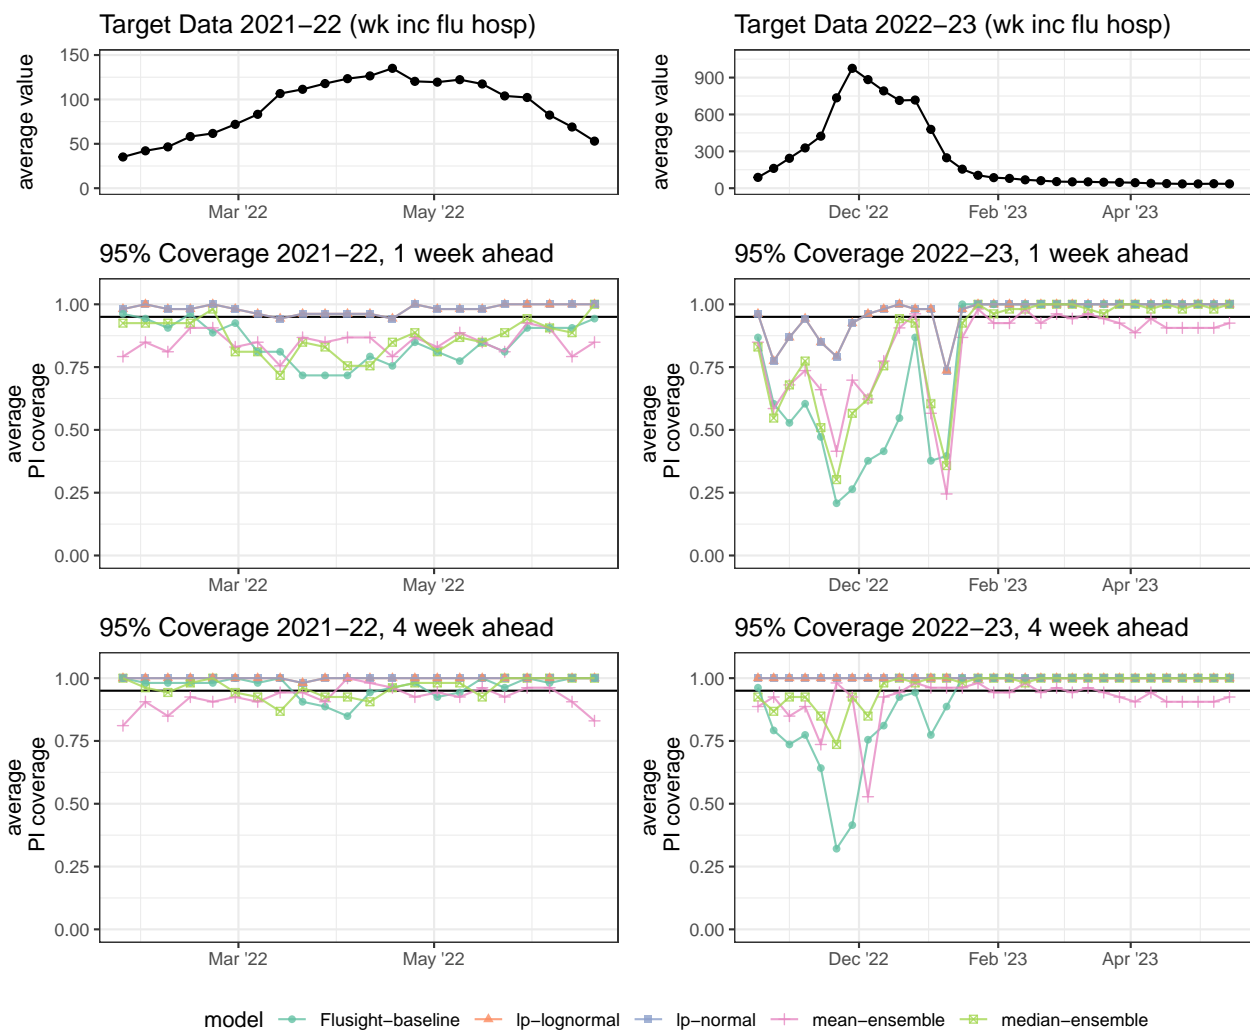 Target Data 2021−22 (wk inc flu hosp)
average value
150
100
50
0
Mar '22
May '22
Target Data 2022−23 (wk inc flu hosp)
average value
900
600
300
0
Dec '22
Feb '23
Apr '23
95% Coverage 2021−22, 1 week ahead
average
PI coverage
1.00
0.75
0.50
0.25
0.00
Mar '22
May '22
95% Coverage 2022−23, 1 week ahead
average
PI coverage
1.00
0.75
0.50
0.25
0.00
Dec '22
Feb '23
Apr '23
95% Coverage 2021−22, 4 week ahead
average
PI coverage
1.00
0.75
0.50
0.25
0.00
Mar '22
May '22
95% Coverage 2022−23, 4 week ahead
average
PI coverage
1.00
0.75
0.50
0.25
0.00
Dec '22
Feb '23
Apr '23
model Flusight−baseline lp−lognormal lp−normal mean−ensemble median−ensemble